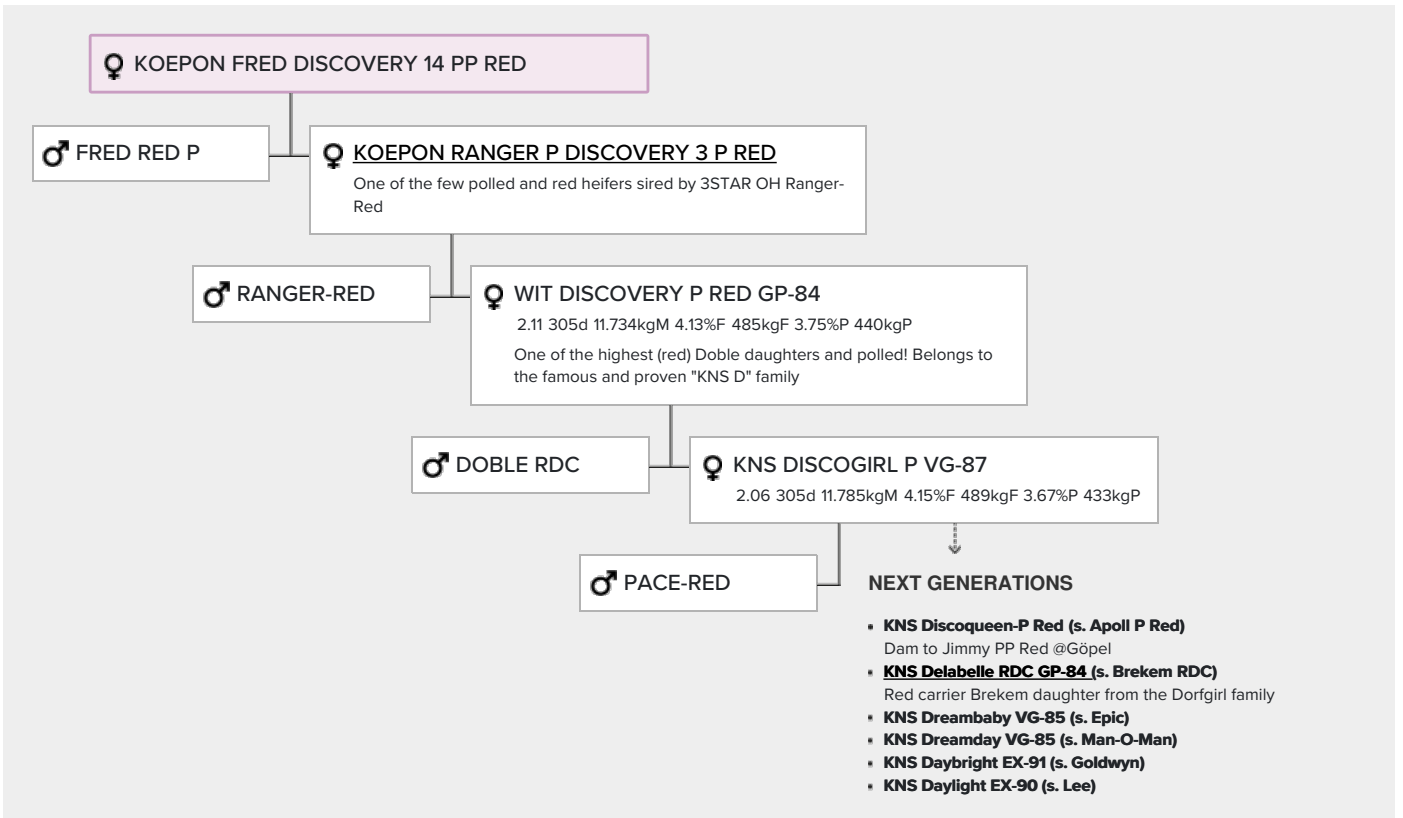 KOEPON FRED DISCOVERY 14 PP RED
FRED RED P
KOEPON RANGER P DISCOVERY 3 P RED
One of the few polled and red heifers sired by 3STAR OH Ranger-
Red
RANGER-RED
WIT DISCOVERY P RED GP-84
2.11 305d 11.734kgM 4.13%F 485kgF 3.75%P 440kgP
One of the highest (red) Doble daughters and polled! Belongs to
the famous and proven "KNS D" family
DOBLE RDC
KNS DISCOGIRL P VG-87
2.06 305d 11.785kgM 4.15%F 489kgF 3.67%P 433kgP
PACE-RED
NEXT GENERATIONS
KNS Discoqueen-P Red (s. Apoll P Red)
Dam to Jimmy PP Red @Göpel
KNS Delabelle RDC GP-84 (s. Brekem RDC)
Red carrier Brekem daughter from the Dorfgirl family
KNS Dreambaby VG-85 (s. Epic)
KNS Dreamday VG-85 (s. Man-O-Man)
KNS Daybright EX-91 (s. Goldwyn)
KNS Daylight EX-90 (s. Lee)